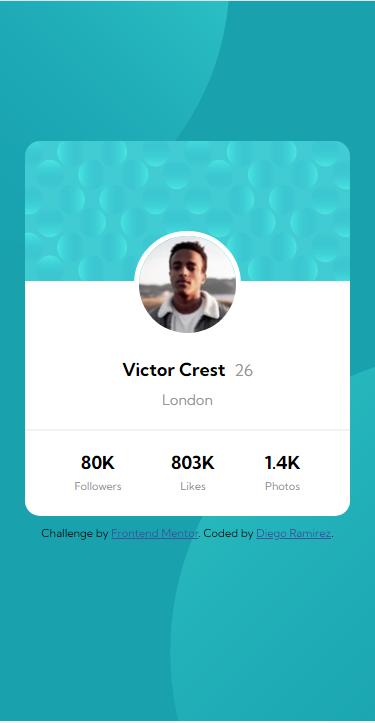 Victor Crest 26
London
80K 803K 1.4K
Followers Likes Photos
Challenge by Frontend Mentor. Coded by Diego Ramirez.